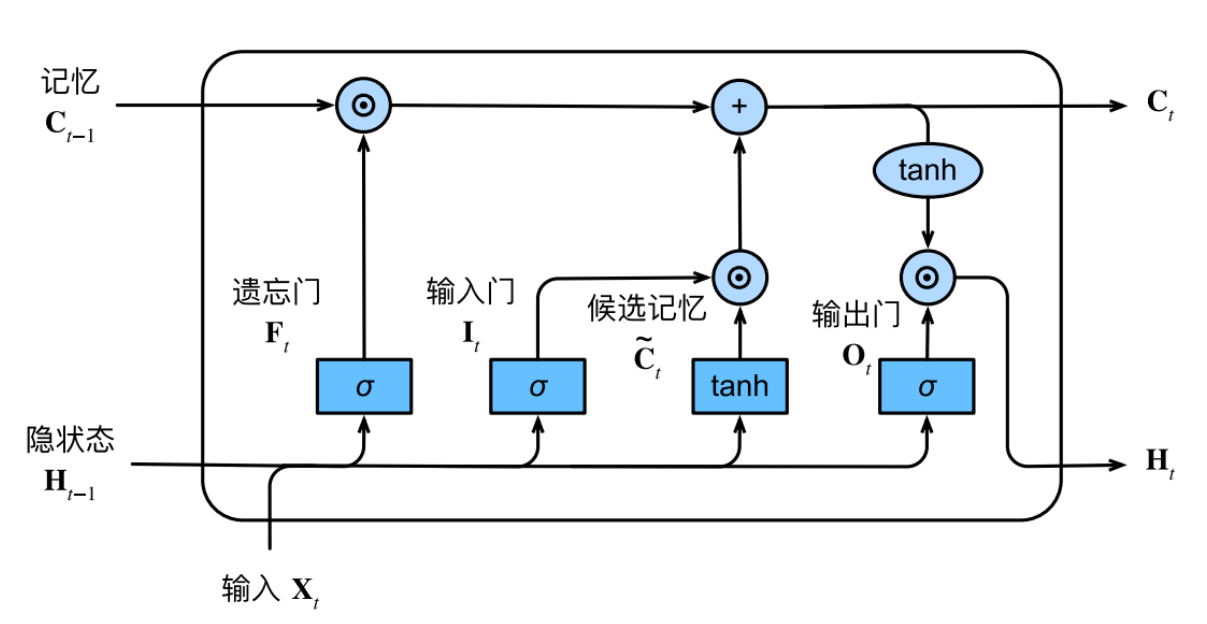 记忆
C_{t−1}
⊙
+
C_t
tanh
遗忘门
F_t
输入门
I_t
⊙
候选记忆
C̃_t
⊙
输出门
O_t
σ
σ
tanh
σ
隐状态
H_{t−1}
H_t
输入 X_t